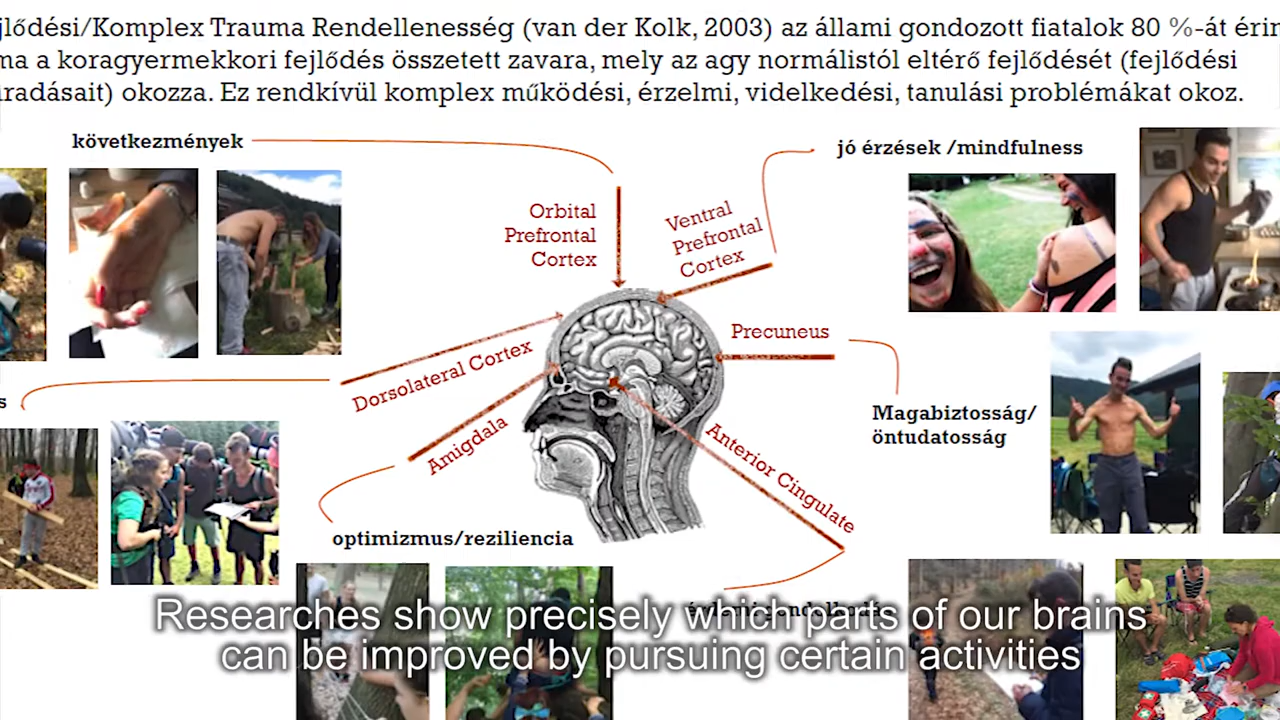 jlődési/Komplex Trauma Rendellenesség (van der Kolk, 2003) az állami gondozott fiatalok 80 %-át érin
ma a koragyermekkori fejlődés összetett zavara, mely az agy normálistól eltérő fejlődését (fejlődési
radásait) okozza. Ez rendkívül komplex működési, érzelmi, videlkedési, tanulási problémákat okoz.
következmények
jó érzések /mindfulness
Orbital
Prefrontal
Cortex
Ventral
Prefrontal
Cortex
Precuneus
Dorsolateral Cortex
s
Magabiztosság/
öntudatosság
Amigdala
Anterior Cingulate
optimizmus/reziliencia
Researches show precisely which parts of our brains
can be improved by pursuing certain activities